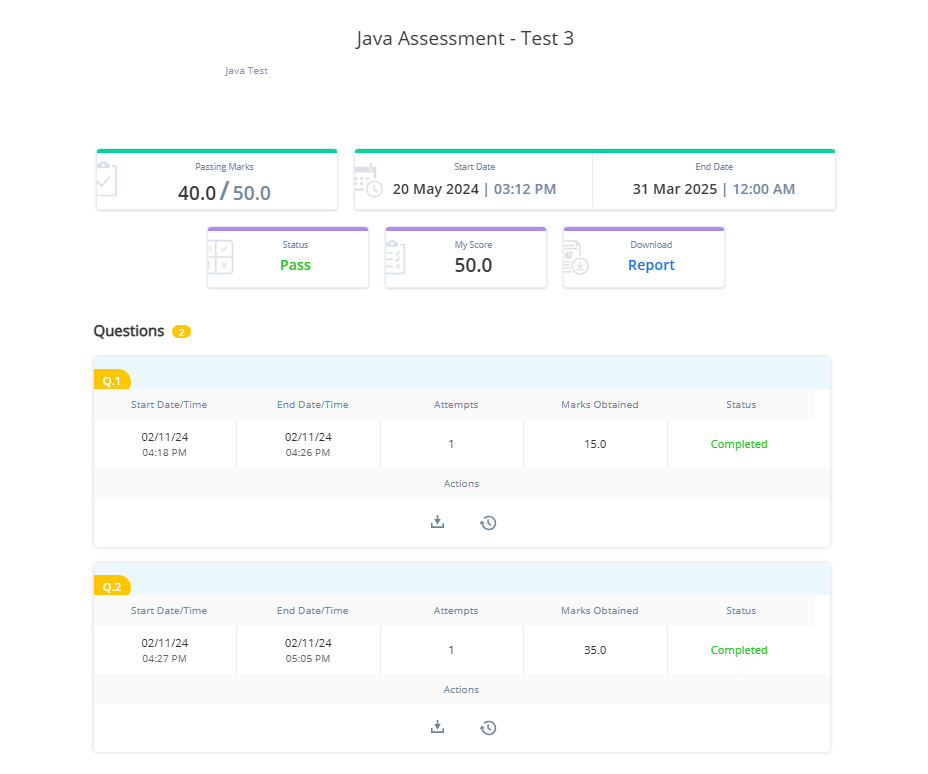 Java Assessment - Test 3
Java Test
Passing Marks
40.0 / 50.0
Start Date
20 May 2024 | 03:12 PM
End Date
31 Mar 2025 | 12:00 AM
Status
Pass
My Score
50.0
Download
Report
Questions 2
Q.1
Start Date/Time End Date/Time Attempts Marks Obtained Status
02/11/24 02/11/24 1 15.0 Completed
04:18 PM 04:26 PM
Actions
Q.2
Start Date/Time End Date/Time Attempts Marks Obtained Status
02/11/24 02/11/24 1 35.0 Completed
04:27 PM 05:05 PM
Actions